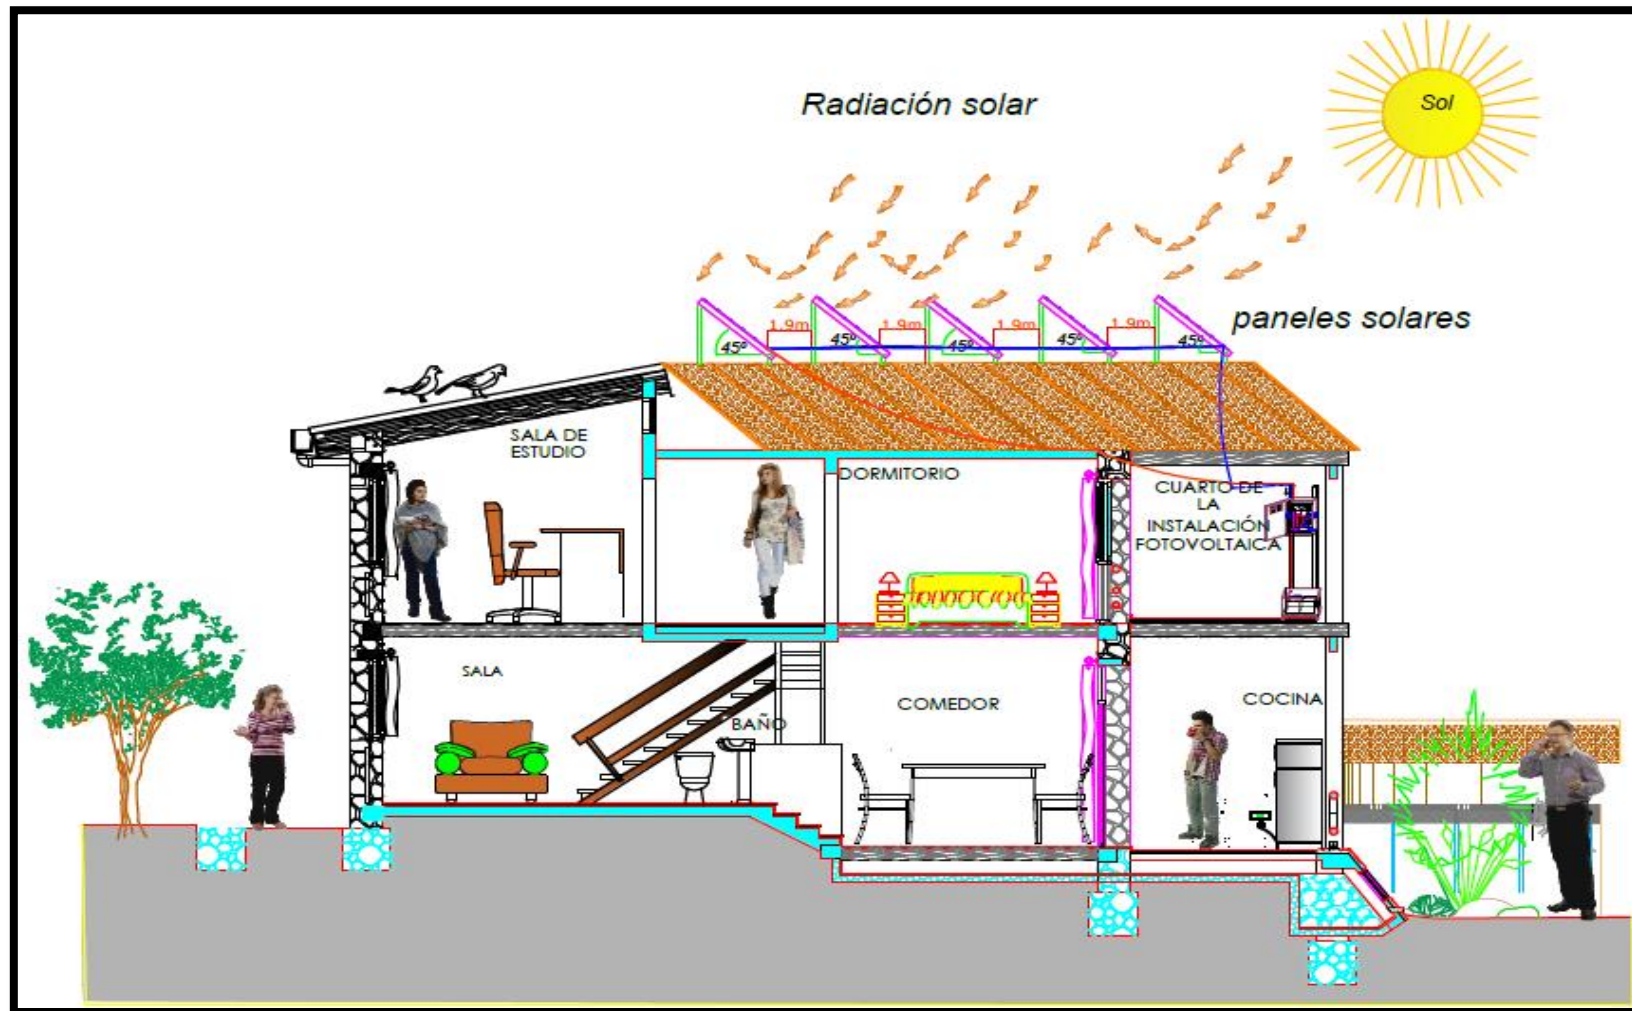 Radiación solar
Sol
paneles solares
1.9m
1.9m
1.9m
1.9m
45º
45º
45º
45º
45º
SALA DE
ESTUDIO
DORMITORIO
CUARTO DE
LA
INSTALACIÓN
FOTOVOLTAICA
SALA
BAÑO
COMEDOR
COCINA